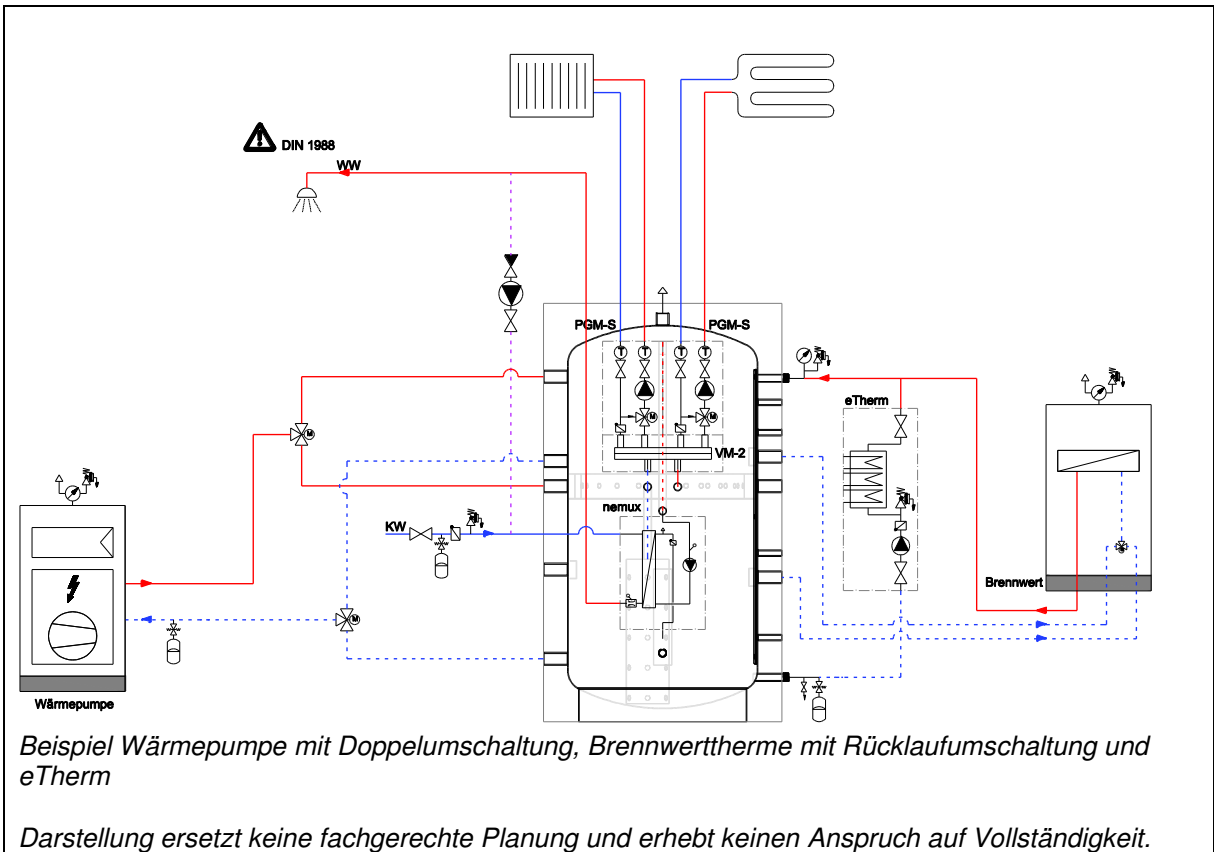 DIN 1988
WW
PGM-S
PGM-S
T
T
T
T
eTherm
M
M
M
VM-2
nemux
KW
M
Brennwert
M
Wärmepumpe
Beispiel Wärmepumpe mit Doppelumschaltung, Brennwerttherme mit Rücklaufumschaltung und
eTherm
Darstellung ersetzt keine fachgerechte Planung und erhebt keinen Anspruch auf Vollständigkeit.